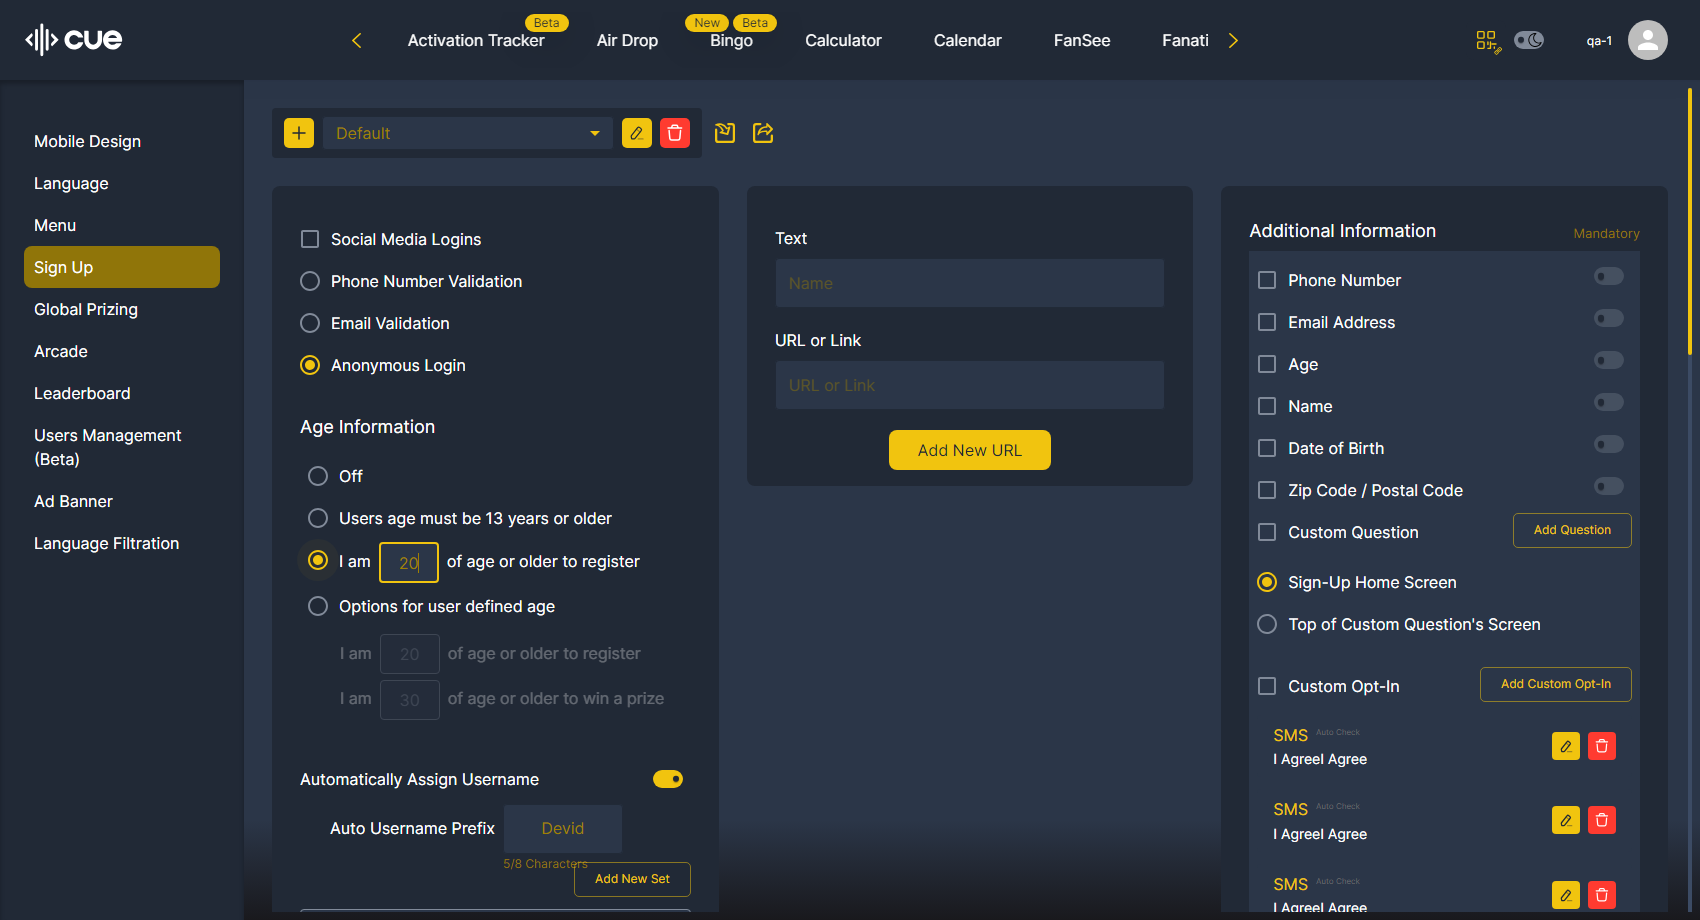 cue
Beta
New
Beta
Activation Tracker
Air Drop
Bingo
Calculator
Calendar
FanSee
Fanati
qa-1
Mobile Design
Language
Menu
Sign Up
Global Prizing
Arcade
Leaderboard
Users Management
(Beta)
Ad Banner
Language Filtration
Default
Social Media Logins
Phone Number Validation
Email Validation
Anonymous Login
Age Information
Off
Users age must be 13 years or older
I am 20 of age or older to register
Options for user defined age
I am 20 of age or older to register
I am 30 of age or older to win a prize
Automatically Assign Username
Auto Username Prefix Devid
5/8 Characters
Add New Set
Text
Name
URL or Link
URL or Link
Add New URL
Additional Information
Mandatory
Phone Number
Email Address
Age
Name
Date of Birth
Zip Code / Postal Code
Custom Question
Add Question
Sign-Up Home Screen
Top of Custom Question's Screen
Custom Opt-In
Add Custom Opt-In
SMS Auto Check
I AgreeI Agree
SMS Auto Check
I AgreeI Agree
SMS Auto Check
I AgreeI Agree